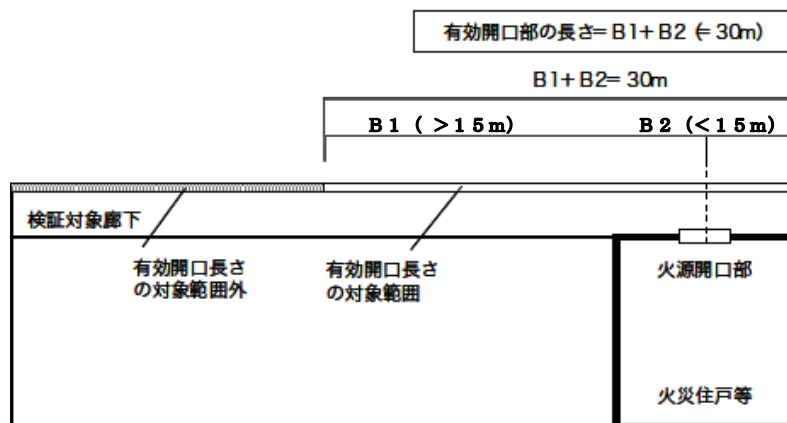 有効開口部の長さ=B1+B2 (=30m)
B1+B2=30m
B1 (>15m)
B2 (<15m)
検証対象廊下
有効開口長さ
の対象範囲外
有効開口長さ
の対象範囲
火源開口部
火災住戸等